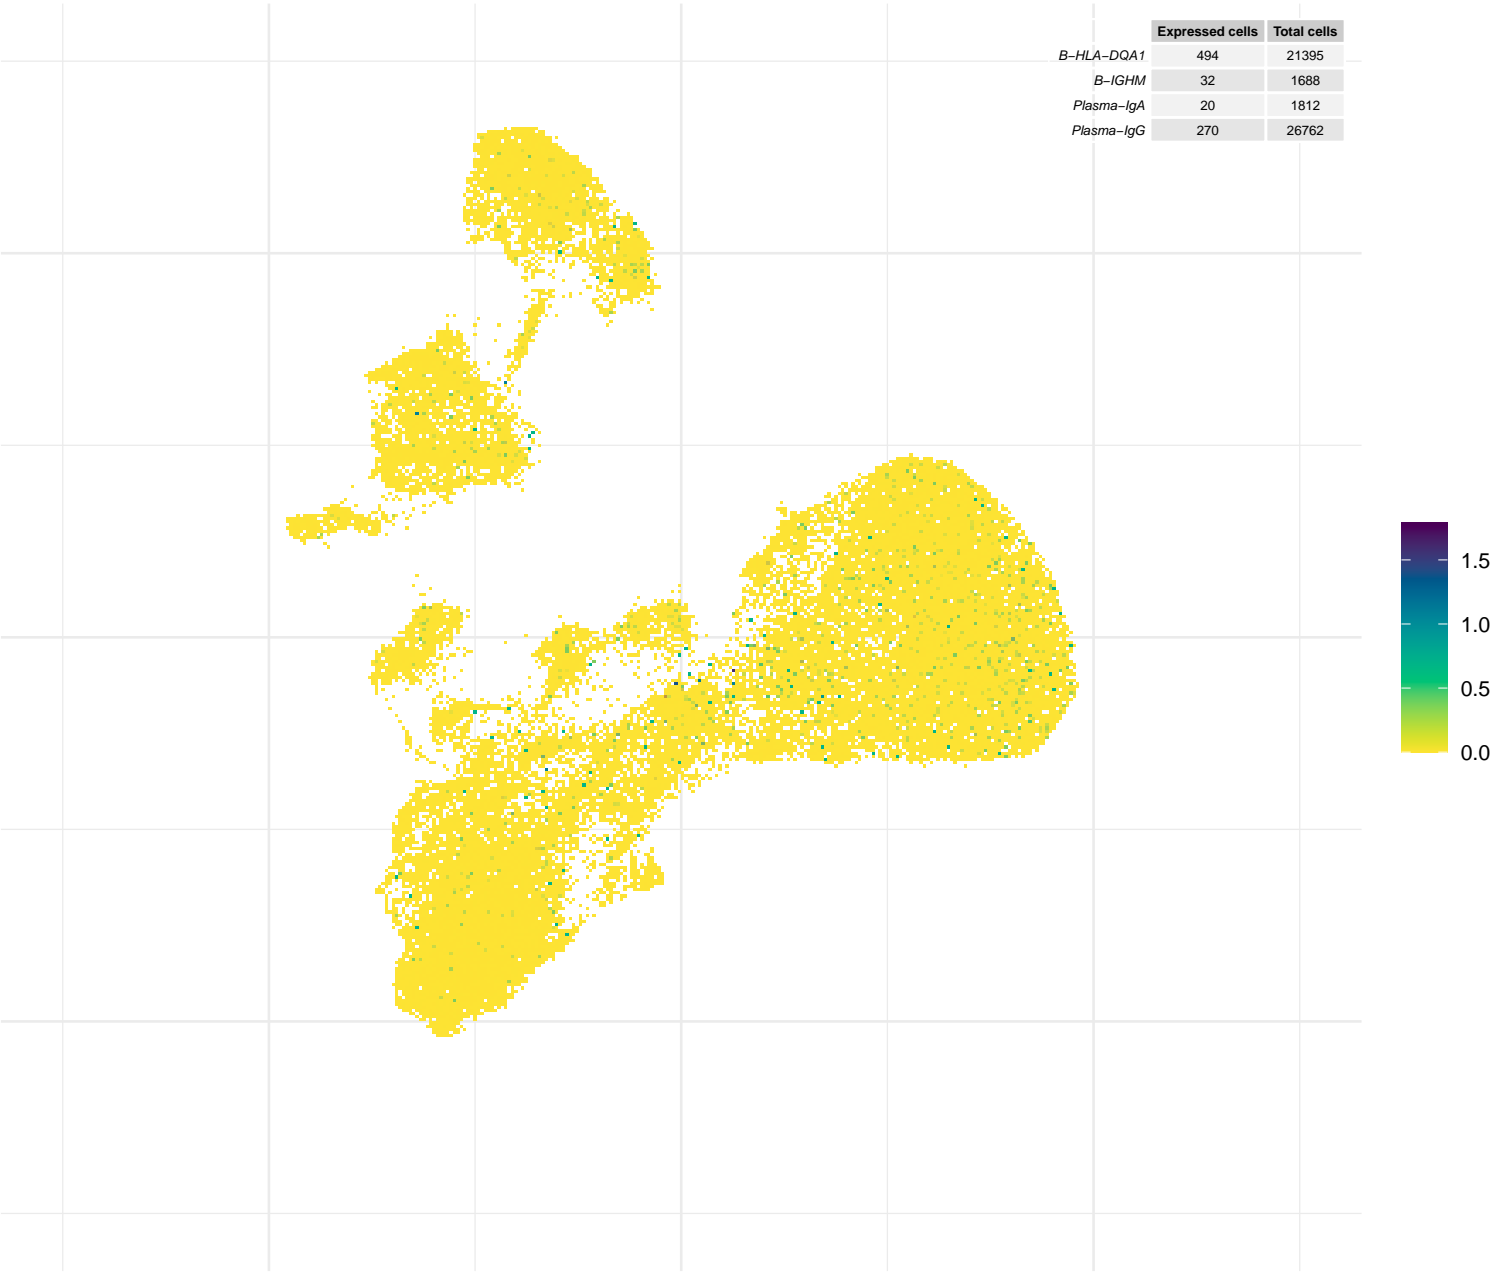 Expressed cells Total cells
B−HLA−DQA1 494 21395
B−IGHM 32 1688
Plasma−IgA 20 1812
Plasma−IgG 270 26762
1.5
1.0
0.5
0.0